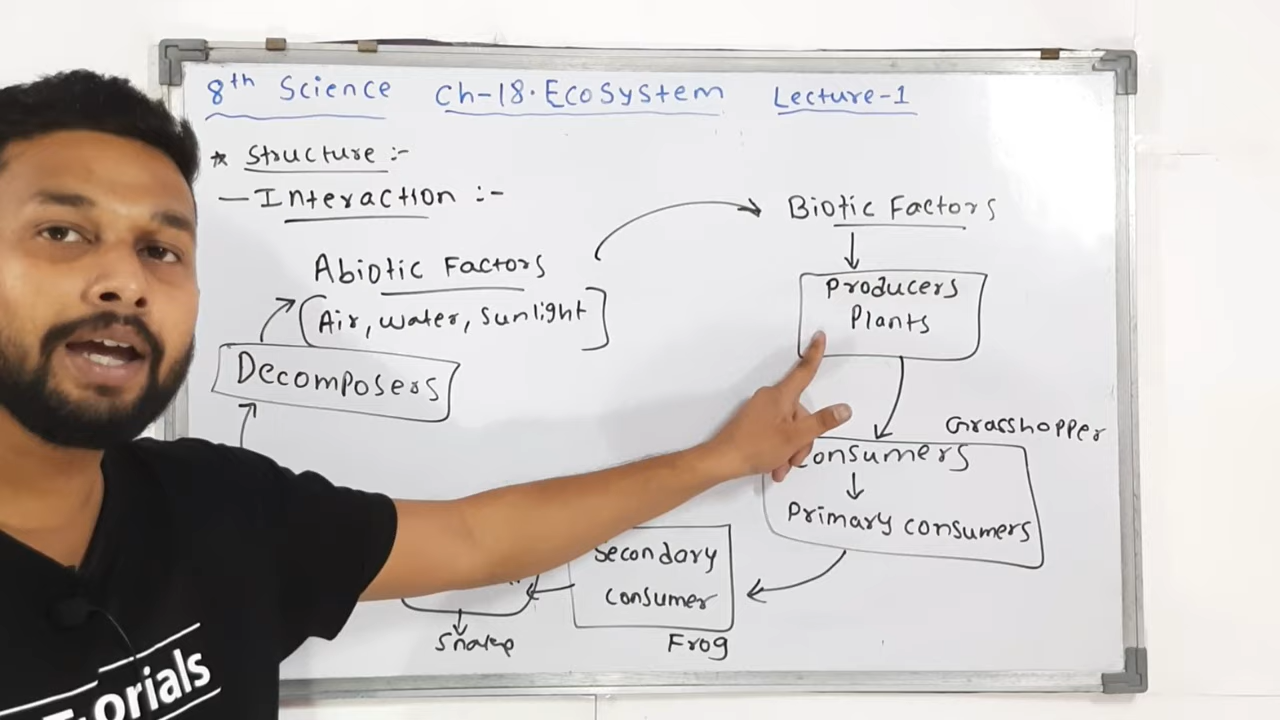 8th Science Ch-18. Ecosystem Lecture-1
* Structure :-
— Interaction :-
Biotic Factors
Abiotic Factors
(Air, water, sunlight]
Producers
Plants
Decomposers
Grasshopper
Consumers
Primary consumers
Secondary
consumer
Snake
Frog